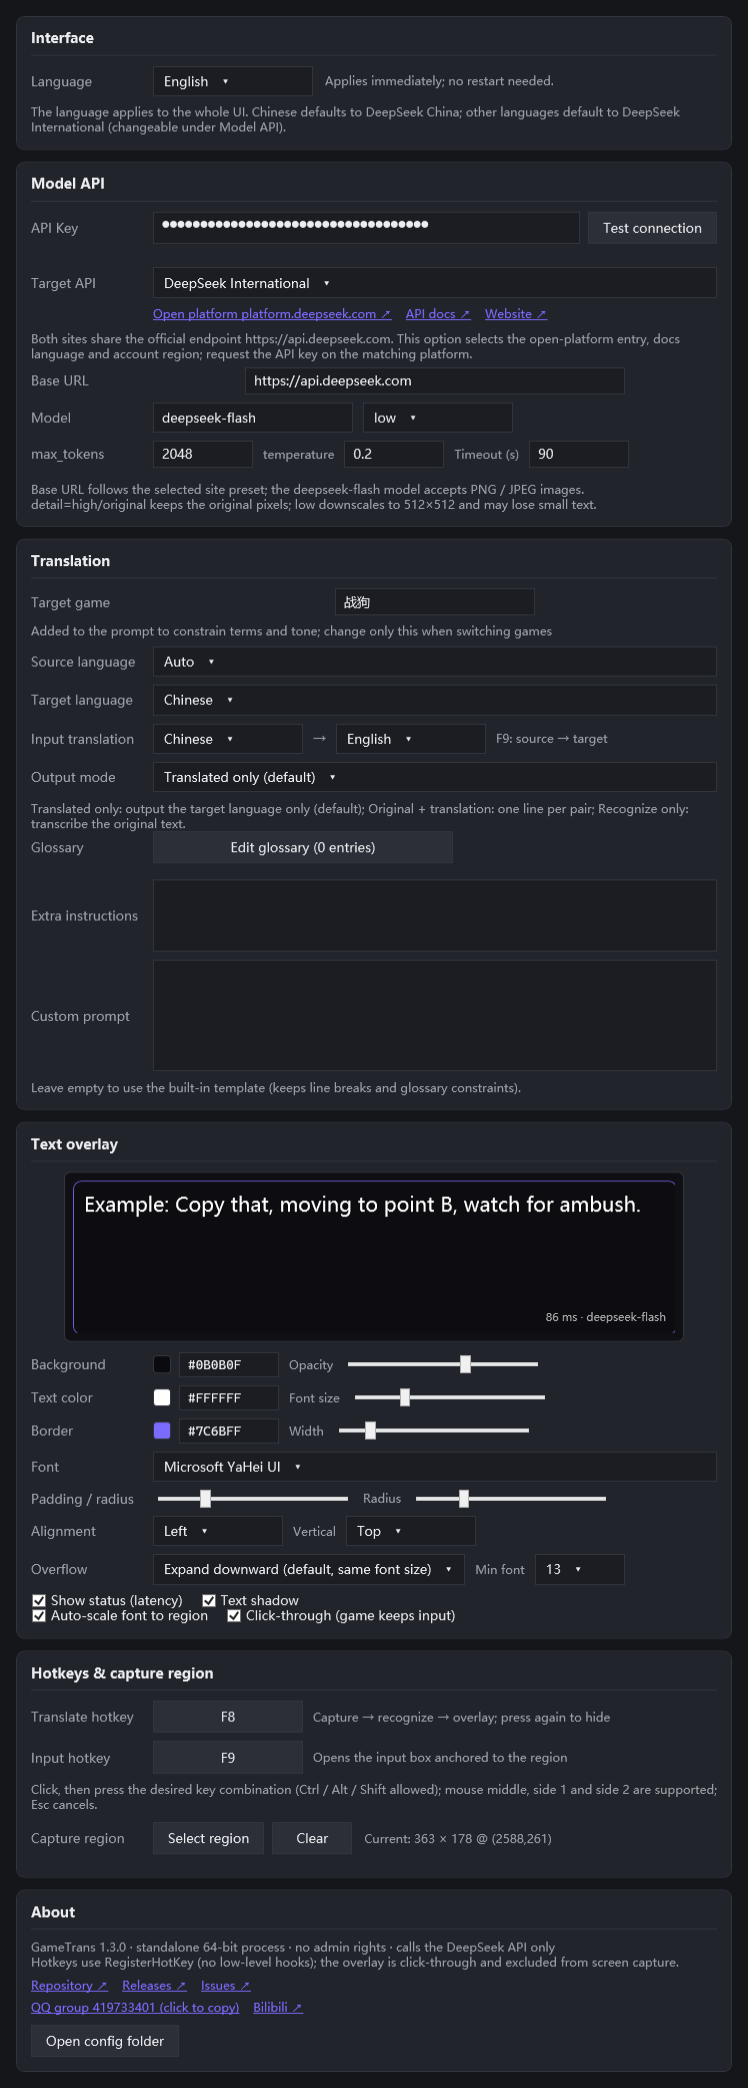 Interface
Language English Applies immediately; no restart needed.
The language applies to the whole UI. Chinese defaults to DeepSeek China; other languages default to DeepSeek
International (changeable under Model API).
Model API
API Key Test connection
Target API DeepSeek International
Open platform platform.deepseek.com ↗ API docs ↗ Website ↗
Both sites share the official endpoint https://api.deepseek.com. This option selects the open-platform entry, docs
language and account region; request the API key on the matching platform.
Base URL https://api.deepseek.com
Model deepseek-flash low
max_tokens 2048 temperature 0.2 Timeout (s) 90
Base URL follows the selected site preset; the deepseek-flash model accepts PNG / JPEG images.
detail=high/original keeps the original pixels; low downscales to 512×512 and may lose small text.
Translation
Target game 战狗
Added to the prompt to constrain terms and tone; change only this when switching games
Source language Auto
Target language Chinese
Input translation Chinese → English F9: source → target
Output mode Translated only (default)
Translated only: output the target language only (default); Original + translation: one line per pair; Recognize only:
transcribe the original text.
Glossary Edit glossary (0 entries)
Extra instructions
Custom prompt
Leave empty to use the built-in template (keeps line breaks and glossary constraints).
Text overlay
Example: Copy that, moving to point B, watch for ambush.
86 ms · deepseek-flash
Background #0B0B0F Opacity
Text color #FFFFFF Font size
Border #7C6BFF Width
Font Microsoft YaHei UI
Padding / radius Radius
Alignment Left Vertical Top
Overflow Expand downward (default, same font size) Min font 13
Show status (latency) Text shadow
Auto-scale font to region Click-through (game keeps input)
Hotkeys & capture region
Translate hotkey F8 Capture → recognize → overlay; press again to hide
Input hotkey F9 Opens the input box anchored to the region
Click, then press the desired key combination (Ctrl / Alt / Shift allowed); mouse middle, side 1 and side 2 are supported;
Esc cancels.
Capture region Select region Clear Current: 363 × 178 @ (2588,261)
About
GameTrans 1.3.0 · standalone 64-bit process · no admin rights · calls the DeepSeek API only
Hotkeys use RegisterHotKey (no low-level hooks); the overlay is click-through and excluded from screen capture.
Repository ↗ Releases ↗ Issues ↗
QQ group 419733401 (click to copy) Bilibili ↗
Open config folder